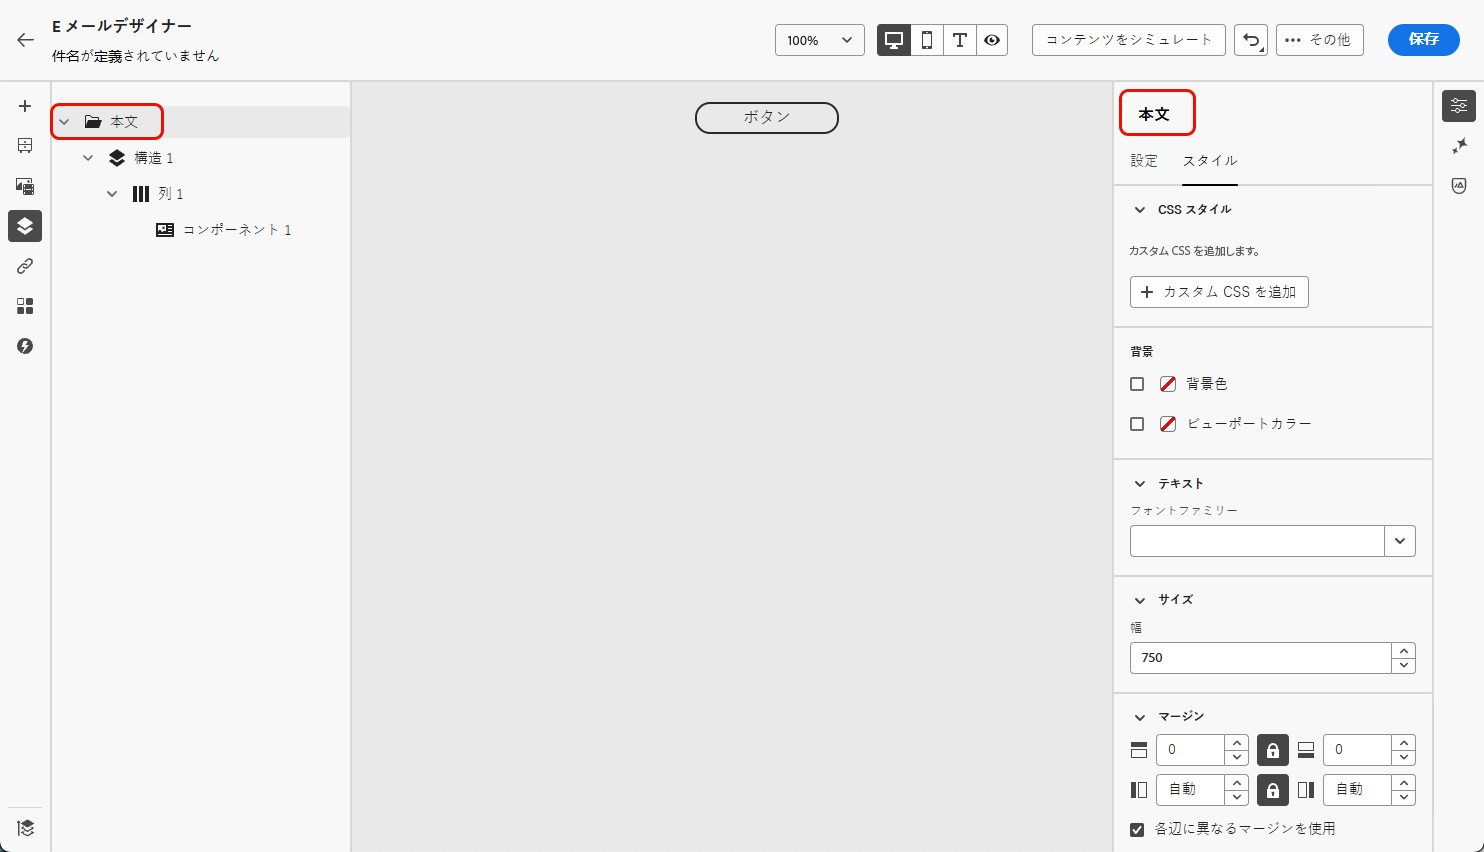 E メールデザイナー
件名が定義されていません
100%
コンテンツをシミュレート
その他
保存
本文
構造 1
列 1
コンポーネント 1
ボタン
本文
設定 スタイル
CSS スタイル
カスタム CSS を追加します。
カスタム CSS を追加
背景
背景色
ビューポートカラー
テキスト
フォントファミリー
サイズ
幅
750
マージン
0 0
自動 自動
各辺に異なるマージンを使用